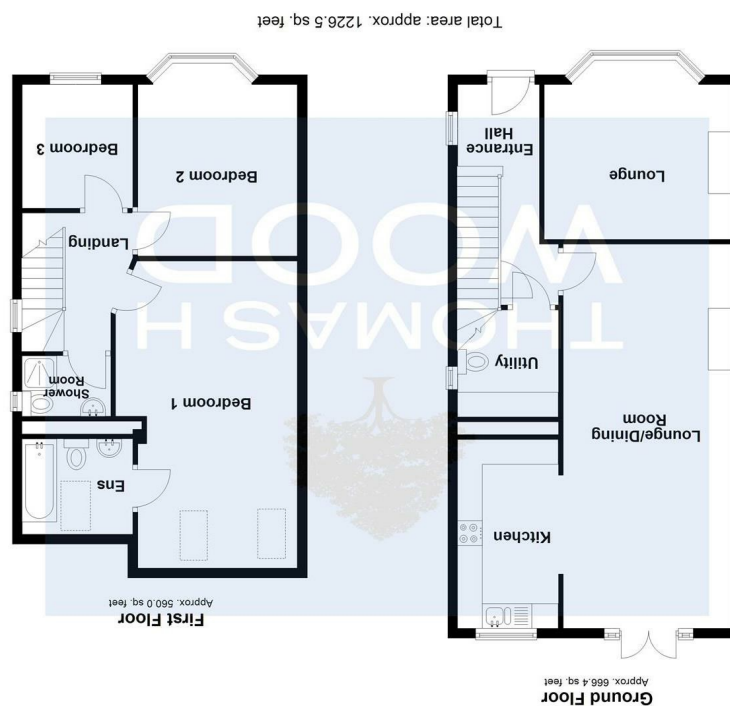 Ground Floor
Approx. 666.4 sq. feet
Kitchen
Lounge/Dining
Room
Utility
Lounge
Entrance
Hall
First Floor
Approx. 560.0 sq. feet
Ens
Bedroom 1
Shower
Room
Landing
Bedroom 2
Bedroom 3
Total area: approx. 1226.5 sq. feet
THOMAS H
WOOD